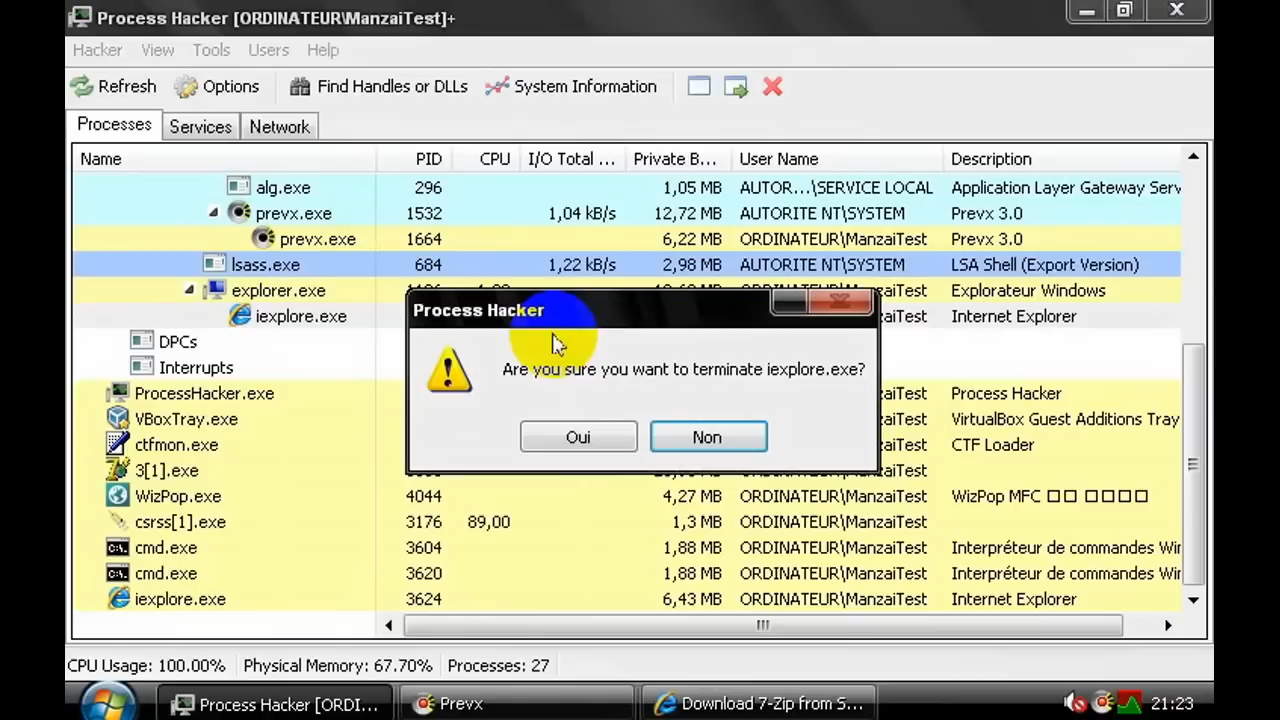 Process Hacker [ORDINATEUR\ManzaiTest]+
Hacker View Tools Users Help
Refresh Options Find Handles or DLLs System Information
Processes Services Network
Name PID CPU I/O Total ... Private B... User Name Description
alg.exe 296 1,05 MB AUTOR...\SERVICE LOCAL Application Layer Gateway Serv
prevx.exe 1532 1,04 kB/s 12,72 MB AUTORITE NT\SYSTEM Prevx 3.0
prevx.exe 1664 6,22 MB ORDINATEUR\ManzaiTest Prevx 3.0
lsass.exe 684 1,22 kB/s 2,98 MB AUTORITE NT\SYSTEM LSA Shell (Export Version)
explorer.exe Explorateur Windows
iexplore.exe zaiTest Internet Explorer
Process Hacker
Are you sure you want to terminate iexplore.exe?
Oui Non
DPCs
Interrupts
ProcessHacker.exe zaiTest Process Hacker
VBoxTray.exe zaiTest VirtualBox Guest Additions Tray
ctfmon.exe zaiTest CTF Loader
3[1].exe ORDINATEUR\ManzaiTest
WizPop.exe 4044 4,27 MB ORDINATEUR\ManzaiTest WizPop MFC □□ □□□□
csrss[1].exe 3176 89,00 1,3 MB ORDINATEUR\ManzaiTest
cmd.exe 3604 1,88 MB ORDINATEUR\ManzaiTest Interpréteur de commandes Wi
cmd.exe 3620 1,88 MB ORDINATEUR\ManzaiTest Interpréteur de commandes Wi
iexplore.exe 3624 6,43 MB ORDINATEUR\ManzaiTest Internet Explorer
CPU Usage: 100.00% Physical Memory: 67.70% Processes: 27
Process Hacker [ORDI... Prevx Download 7-Zip from S... 21:23